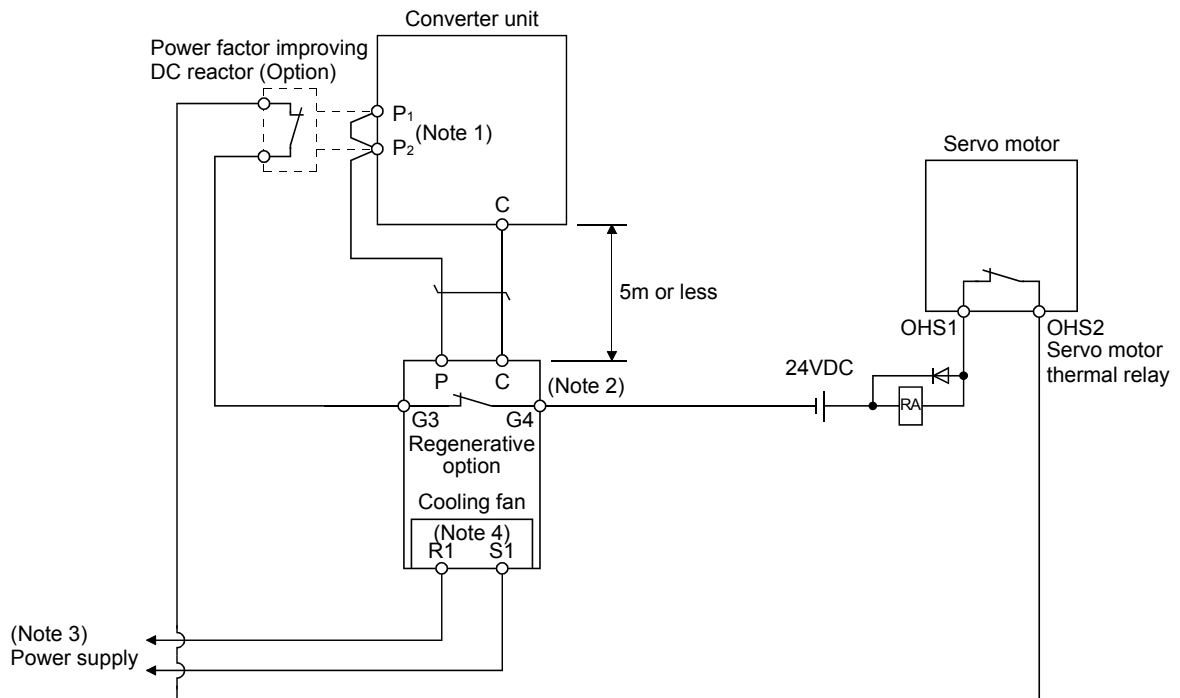 Converter unit
Power factor improving
DC reactor (Option)
P1
(Note 1)
P2
C
Servo motor
5m or less
OHS1
OHS2
Servo motor
thermal relay
24VDC
RA
P
C
(Note 2)
G3
G4
Regenerative
option
Cooling fan
(Note 4)
R1
S1
(Note 3)
Power supply